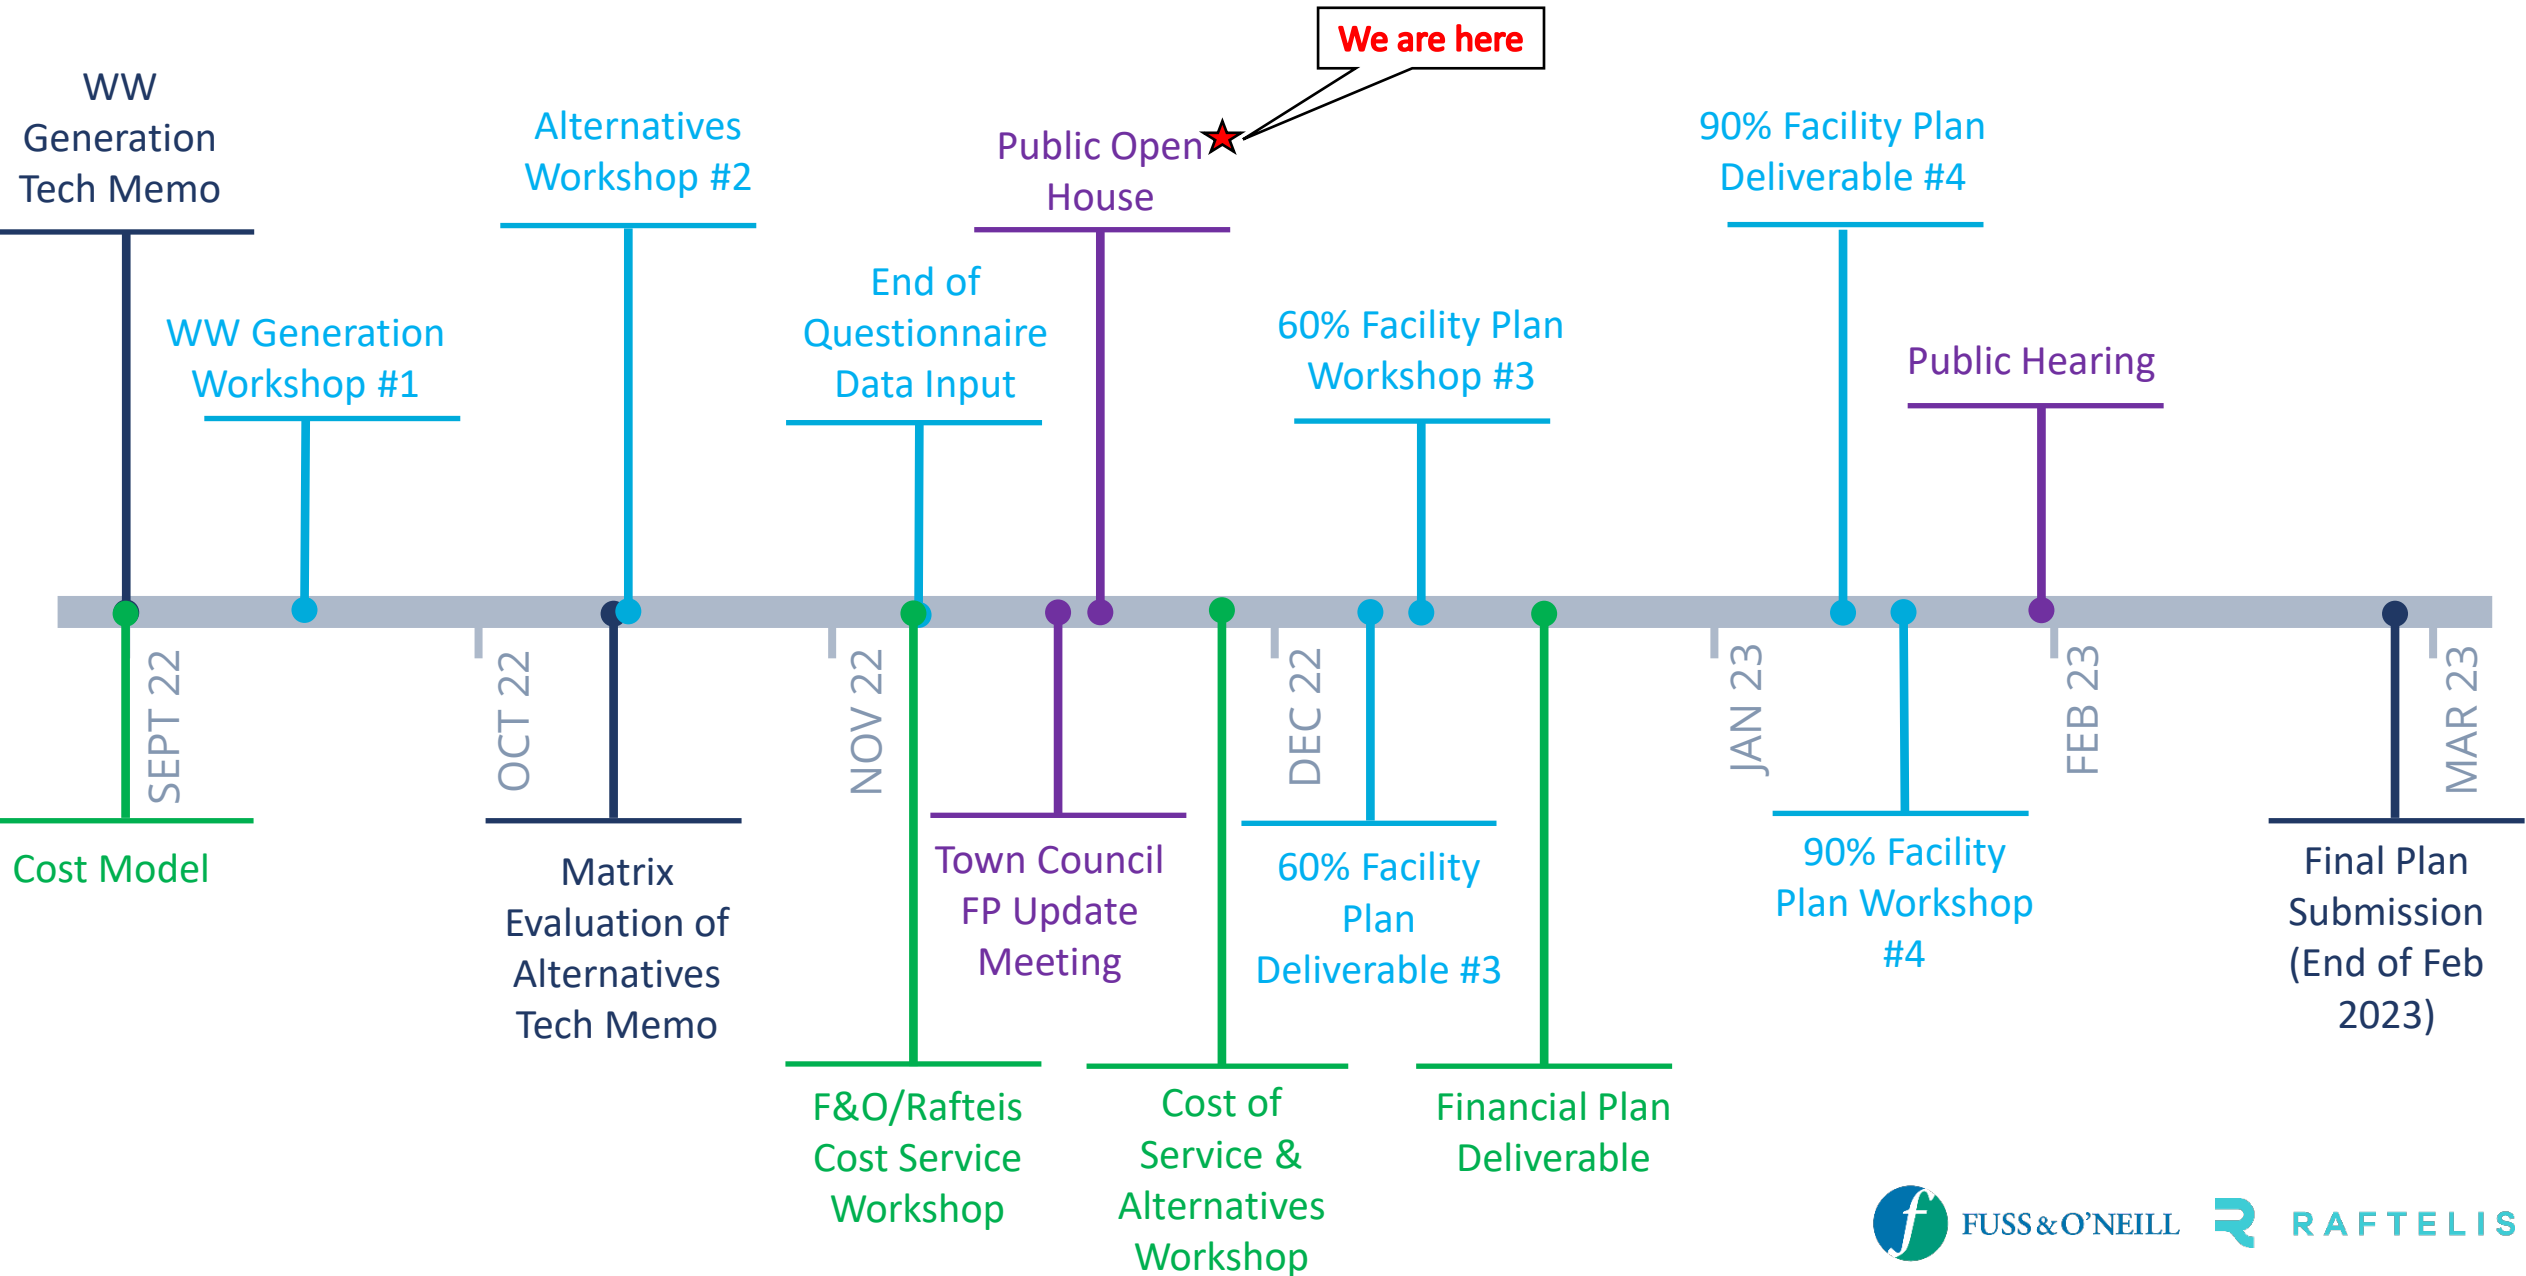 We are here
WW
Generation
Tech Memo
Alternatives
Workshop #2
Public Open
House
90% Facility Plan
Deliverable #4
WW Generation
Workshop #1
End of
Questionnaire
Data Input
60% Facility Plan
Workshop #3
Public Hearing
SEPT 22
OCT 22
NOV 22
DEC 22
JAN 23
FEB 23
MAR 23
Cost Model
Matrix
Evaluation of
Alternatives
Tech Memo
Town Council
FP Update
Meeting
60% Facility
Plan
Deliverable #3
90% Facility
Plan Workshop
#4
Final Plan
Submission
(End of Feb
2023)
F&O/Rafteis
Cost Service
Workshop
Cost of
Service &
Alternatives
Workshop
Financial Plan
Deliverable
f
FUSS & O'NEILL
RAFTELIS